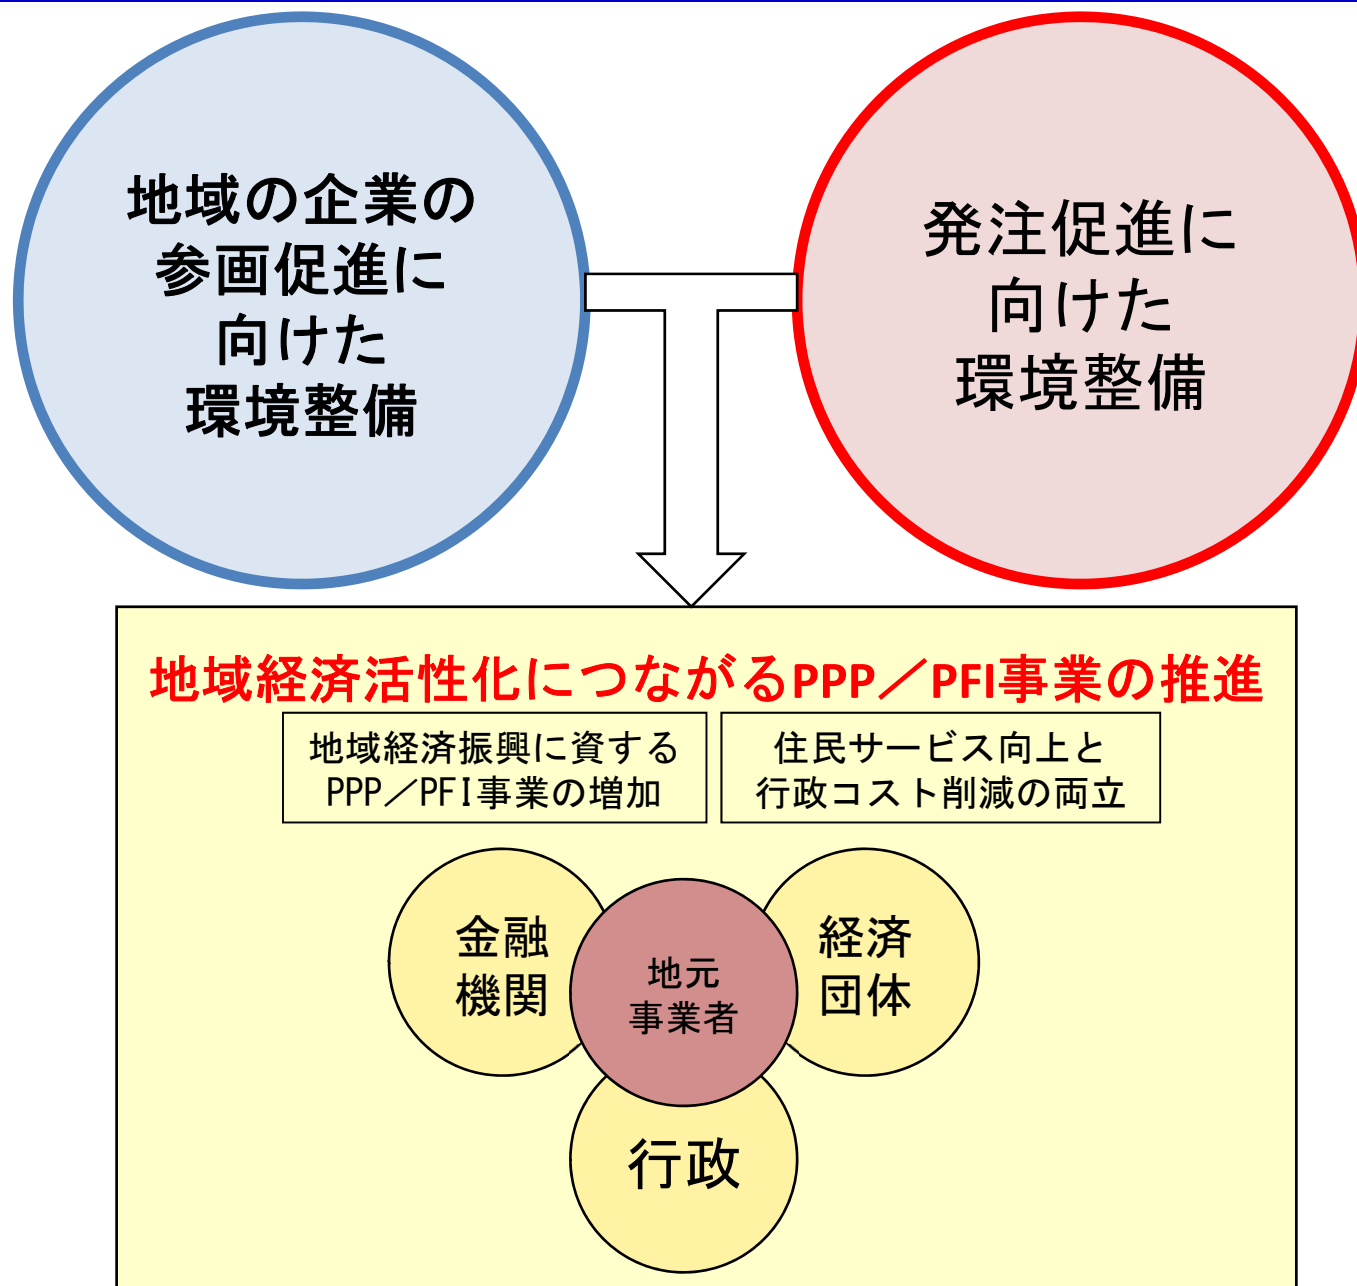 地域の企業の
参画促進に
向けた
環境整備
発注促進に
向けた
環境整備
地域経済活性化につながるPPP／PFI事業の推進
地域経済振興に資する
PPP／PFI事業の増加
住民サービス向上と
行政コスト削減の両立
金融
機関
地元
事業者
経済
団体
行政